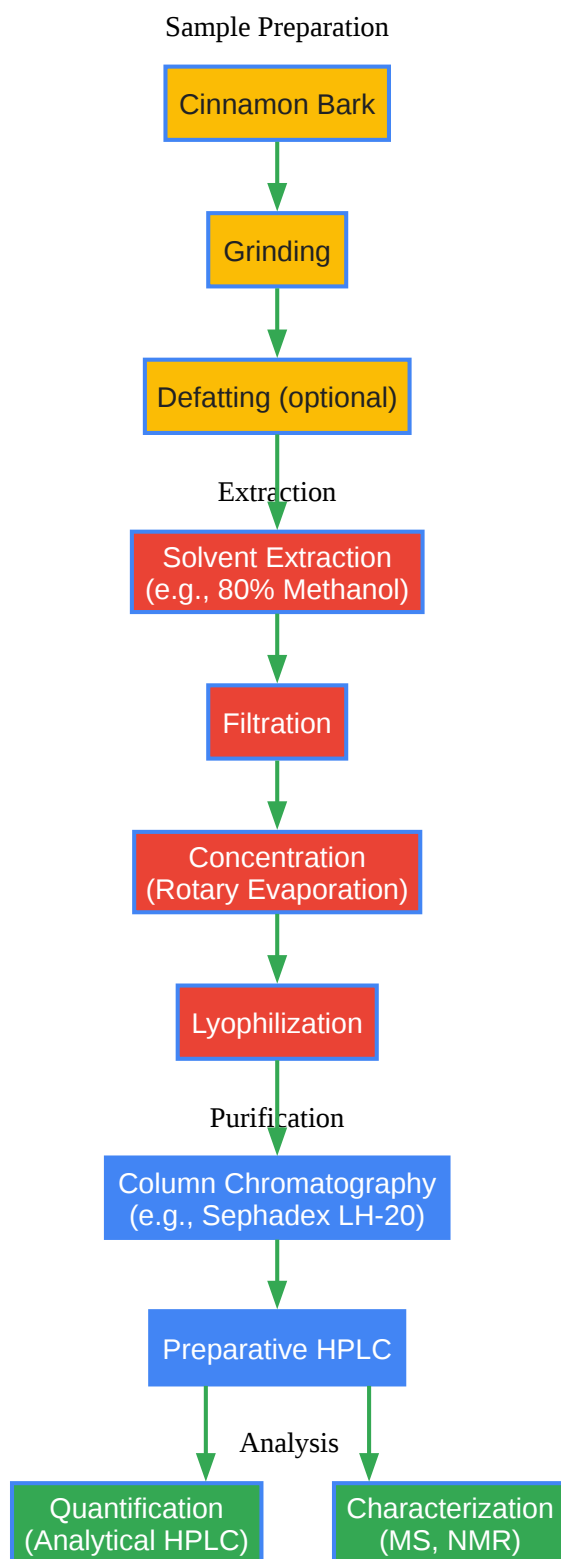 Sample Preparation
Cinnamon Bark
Grinding
Defatting (optional)
Extraction
Solvent Extraction
(e.g., 80% Methanol)
Filtration
Concentration
(Rotary Evaporation)
Lyophilization
Purification
Column Chromatography
(e.g., Sephadex LH-20)
Preparative HPLC
Analysis
Quantification
(Analytical HPLC)
Characterization
(MS, NMR)